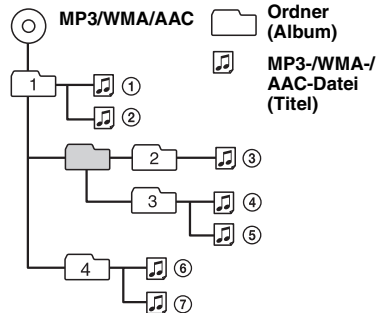 MP3/WMA/AAC
Ordner
(Album)
MP3-/WMA-/
AAC-Datei
(Titel)
1
①
②
2
③
3
④
⑤
4
⑥
⑦